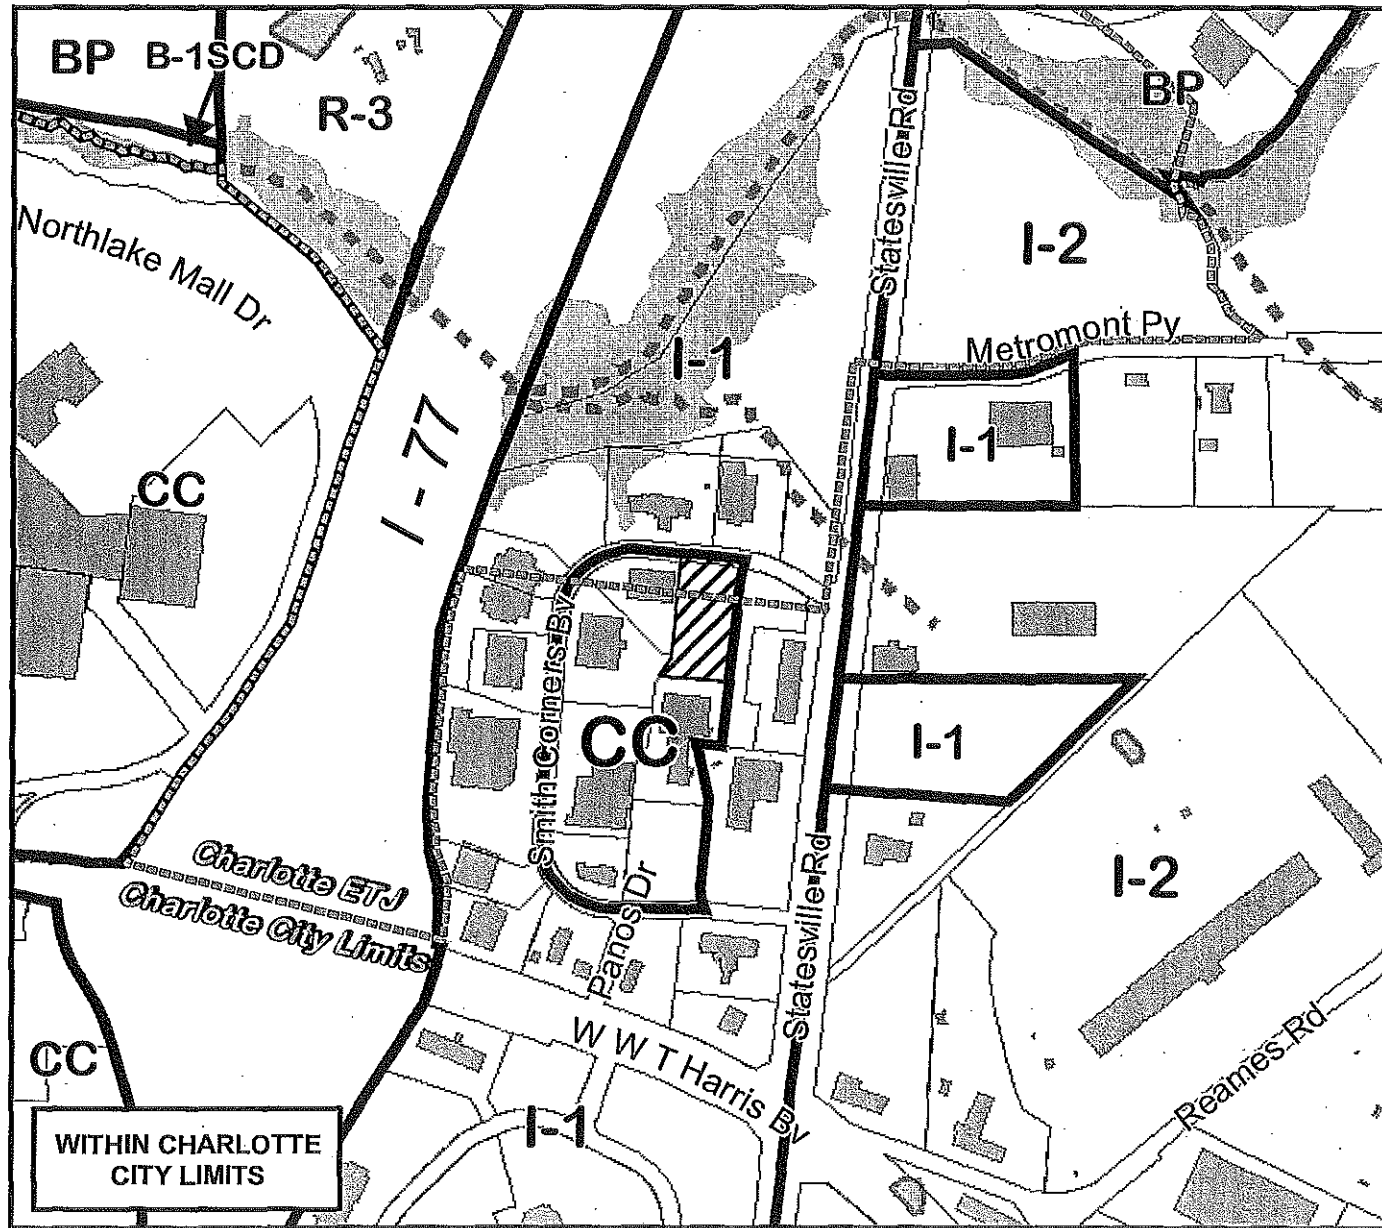 BP
B-1SCD
R-3
BP
Statesville Rd
Northlake Mall Dr
I-2
Metromont Py
I-1
I - 77
I-1
CC
Smith Corners Bv
CC
I-1
Charlotte ETJ
Charlotte City Limits
Panos Dr
Statesville Rd
I-2
CC
W W T Harris Bv
Reames Rd
I-1
WITHIN CHARLOTTE
CITY LIMITS